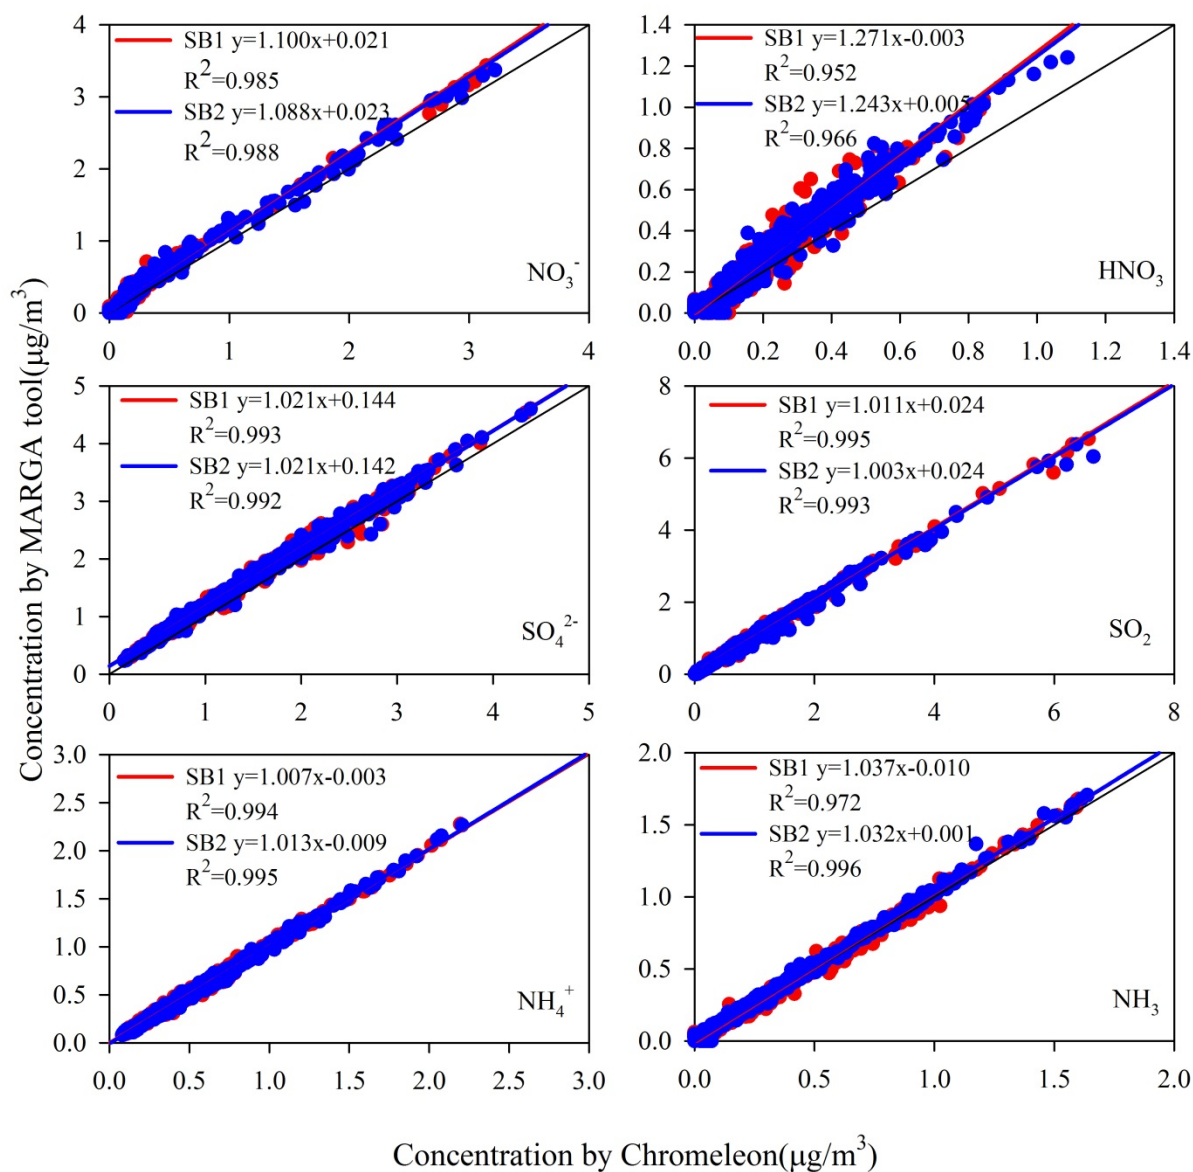 Concentration by MARGA tool(μg/m³)
4
3
2
1
0
SB1 y=1.100x+0.021
R²=0.985
SB2 y=1.088x+0.023
R²=0.988
NO₃⁻
0 1 2 3 4
1.4
1.2
1.0
0.8
0.6
0.4
0.2
0.0
SB1 y=1.271x-0.003
R²=0.952
SB2 y=1.243x+0.005
R²=0.966
HNO₃
0.0 0.2 0.4 0.6 0.8 1.0 1.2 1.4
5
4
3
2
1
0
SB1 y=1.021x+0.144
R²=0.993
SB2 y=1.021x+0.142
R²=0.992
SO₄²⁻
0 1 2 3 4 5
8
6
4
2
0
SB1 y=1.011x+0.024
R²=0.995
SB2 y=1.003x+0.024
R²=0.993
SO₂
0 2 4 6 8
3.0
2.5
2.0
1.5
1.0
0.5
0.0
SB1 y=1.007x-0.003
R²=0.994
SB2 y=1.013x-0.009
R²=0.995
NH₄⁺
0.0 0.5 1.0 1.5 2.0 2.5 3.0
2.0
1.5
1.0
0.5
0.0
SB1 y=1.037x-0.010
R²=0.972
SB2 y=1.032x+0.001
R²=0.996
NH₃
0.0 0.5 1.0 1.5 2.0
Concentration by Chromeleon(μg/m³)